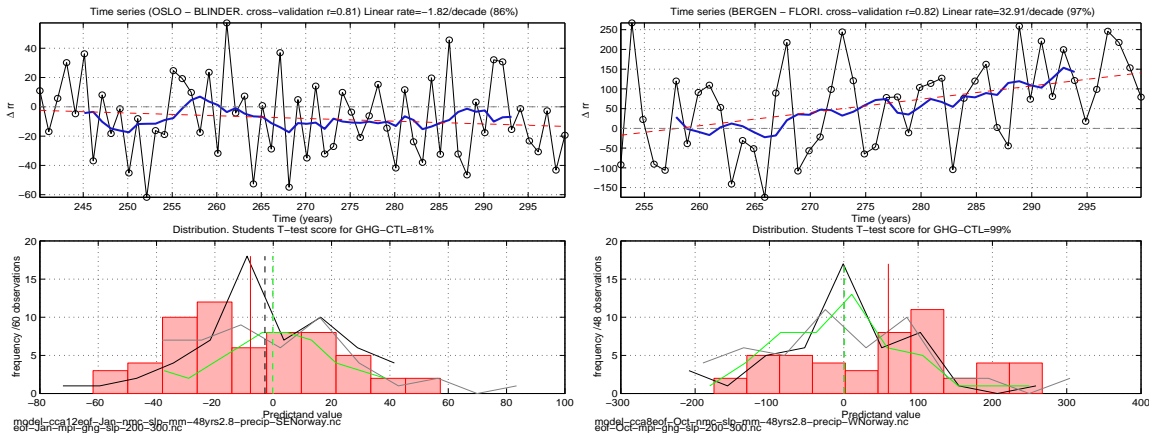 Time series (OSLO − BLINDER. cross−validation r=0.81) Linear rate=−1.82/decade (86%)
40
20
0
−20
−40
−60
Δ rr
245 250 255 260 265 270 275 280 285 290 295
Time (years)
Distribution. Students T−test score for GHG−CTL=81%
20
15
10
5
0
frequency /60 observations
−80 −60 −40 −20 0 20 40 60 80 100
Predictand value
model−cca12eof−Jan−nmc−slp−mm−48yrs2.8−precip−SENorway.nc
eof−Jan−mpi−ghg−slp−200−300.nc
Time series (BERGEN − FLORI. cross−validation r=0.82) Linear rate=32.91/decade (97%)
250
200
150
100
50
0
−50
−100
−150
Δ rr
255 260 265 270 275 280 285 290 295
Time (years)
Distribution. Students T−test score for GHG−CTL=99%
20
15
10
5
0
frequency /48 observations
−300 −200 −100 0 100 200 300 400
Predictand value
model−cca8eof−Oct−nmc−slp−mm−48yrs2.8−precip−WNorway.nc
eof−Oct−mpi−ghg−slp−200−300.nc